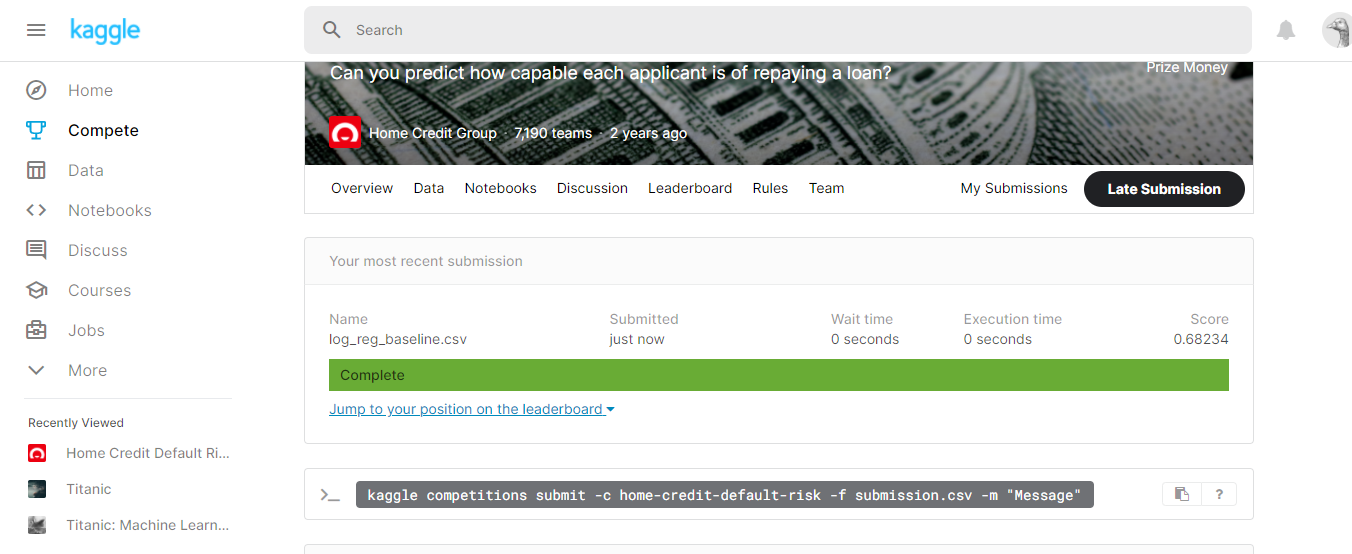 kaggle
Search
Home
Compete
Data
Notebooks
Discuss
Courses
Jobs
More
Recently Viewed
Home Credit Default Ri...
Titanic
Titanic: Machine Learn...
Can you predict how capable each applicant is of repaying a loan?
Prize Money
Home Credit Group · 7,190 teams · 2 years ago
Overview Data Notebooks Discussion Leaderboard Rules Team My Submissions Late Submission
Your most recent submission
Name Submitted Wait time Execution time Score
log_reg_baseline.csv just now 0 seconds 0 seconds 0.68234
Complete
Jump to your position on the leaderboard
>_ kaggle competitions submit -c home-credit-default-risk -f submission.csv -m "Message" ?